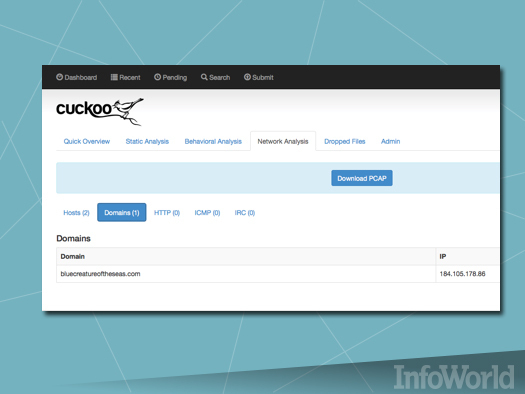 Dashboard Recent Pending Search Submit
cuckoo
Quick Overview Static Analysis Behavioral Analysis Network Analysis Dropped Files Admin
Download PCAP
Hosts (2) Domains (1) HTTP (0) ICMP (0) IRC (0)
Domains
Domain IP
bluecreatureoftheseas.com 184.105.178.86
InfoWorld